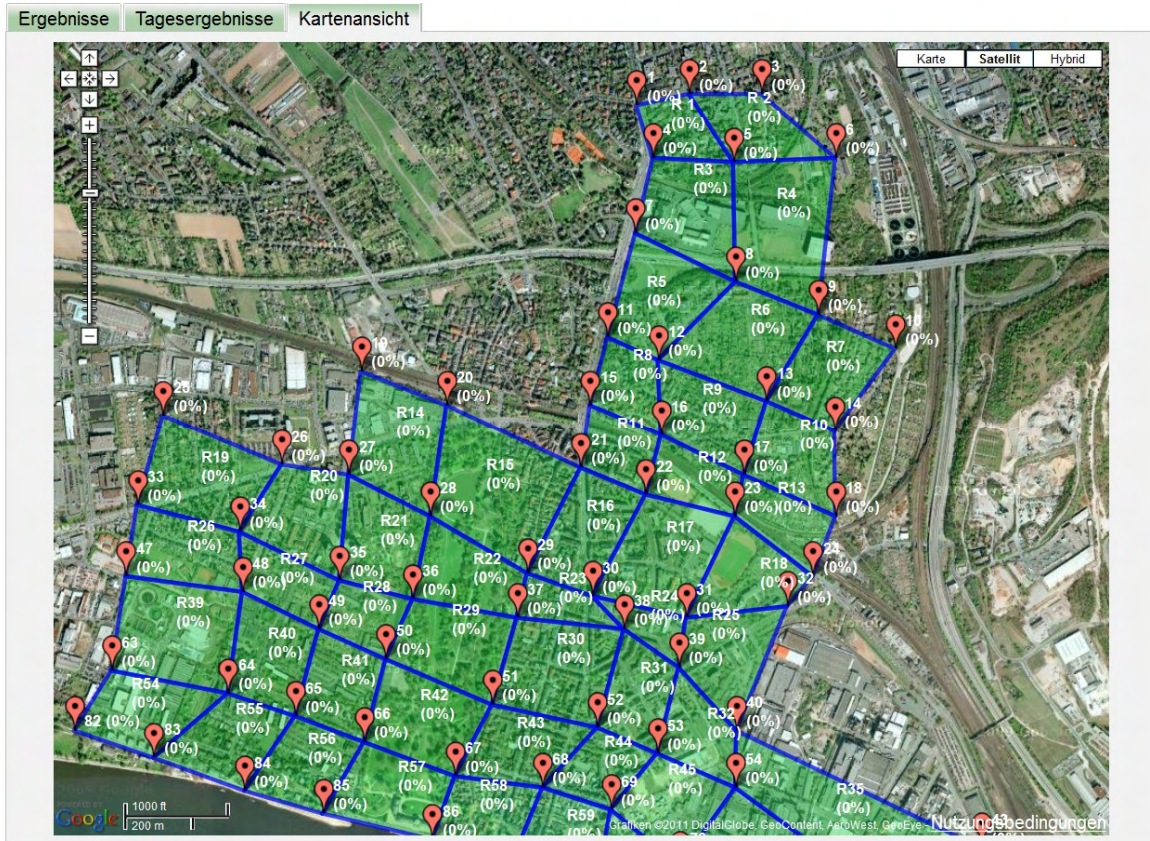 Ergebnisse Tagesergebnisse Kartenansicht
Karte Satellit Hybrid
1 (0%)
2 (0%)
3 (0%)
R 1 (0%)
R 2 (0%)
4 (0%)
5 (0%)
6 (0%)
R3 (0%)
R4 (0%)
7 (0%)
8 (0%)
R5 (0%)
9 (0%)
R6 (0%)
11 (0%)
10 (0%)
12 (0%)
R7 (0%)
19 (0%)
R8 (0%)
13 (0%)
20 (0%)
15 (0%)
R9 (0%)
25 (0%)
14 (0%)
R14 (0%)
16 (0%)
R10 (0%)
R11 (0%)
26 (0%)
21 (0%)
27 (0%)
17 (0%)
R19 (0%)
R15 (0%)
R12 (0%)
22 (0%)
R20 (0%)
33 (0%)
R13 (0%)
28 (0%)
23 (0%)
18 (0%)
34 (0%)
R16 (0%)
R26 (0%)
R21 (0%)
R17 (0%)
47 (0%)
29 (0%)
35 (0%)
24 (0%)
R27 (0%)
R22 (0%)
R18 (0%)
48 (0%)
30 (0%)
36 (0%)
R23 (0%)
32 (0%)
R28 (0%)
37 (0%)
31 (0%)
R24 (0%)
R39 (0%)
49 (0%)
38 (0%)
R29 (0%)
R25 (0%)
R40 (0%)
50 (0%)
R30 (0%)
63 (0%)
39 (0%)
R41 (0%)
R31 (0%)
64 (0%)
51 (0%)
R54 (0%)
65 (0%)
R42 (0%)
52 (0%)
40 (0%)
R55 (0%)
66 (0%)
R32 (0%)
82 (0%)
R43 (0%)
83 (0%)
53 (0%)
R56 (0%)
R44 (0%)
67 (0%)
54 (0%)
68 (0%)
84 (0%)
R57 (0%)
R45 (0%)
69 (0%)
R58 (0%)
R35 (0%)
85 (0%)
86 (0%)
R59 (0%)
43
POWERED BY
Google
1000 ft
200 m
Grafiken ©2011 DigitalGlobe, GeoContent, AeroWest, GeoEye - Nutzungsbedingungen